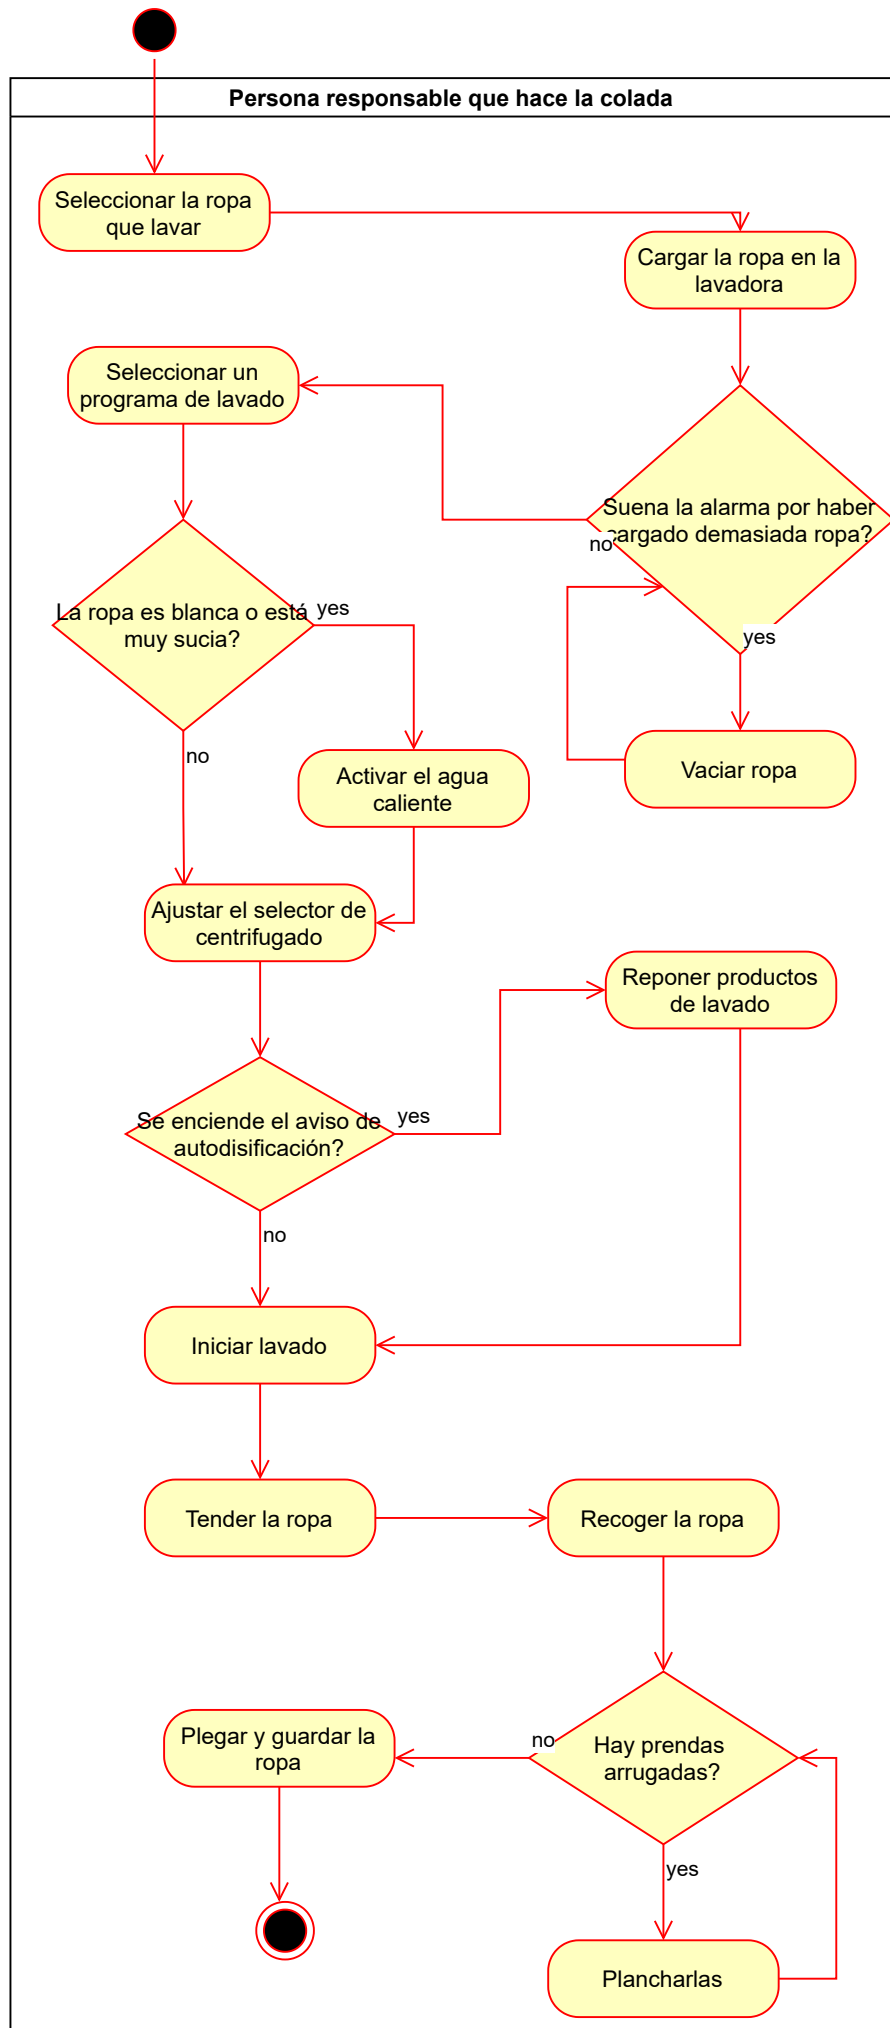 Persona responsable que hace la colada
Seleccionar la ropa
que lavar
Cargar la ropa en la
lavadora
Seleccionar un
programa de lavado
Suena la alarma por haber
cargado demasiada ropa?
no
La ropa es blanca o está
muy sucia?
yes
yes
no
Activar el agua
caliente
Vaciar ropa
Ajustar el selector de
centrifugado
Reponer productos
de lavado
Se enciende el aviso de
autodisificación?
yes
no
Iniciar lavado
Tender la ropa
Recoger la ropa
Plegar y guardar la
ropa
no
Hay prendas
arrugadas?
yes
Plancharlas